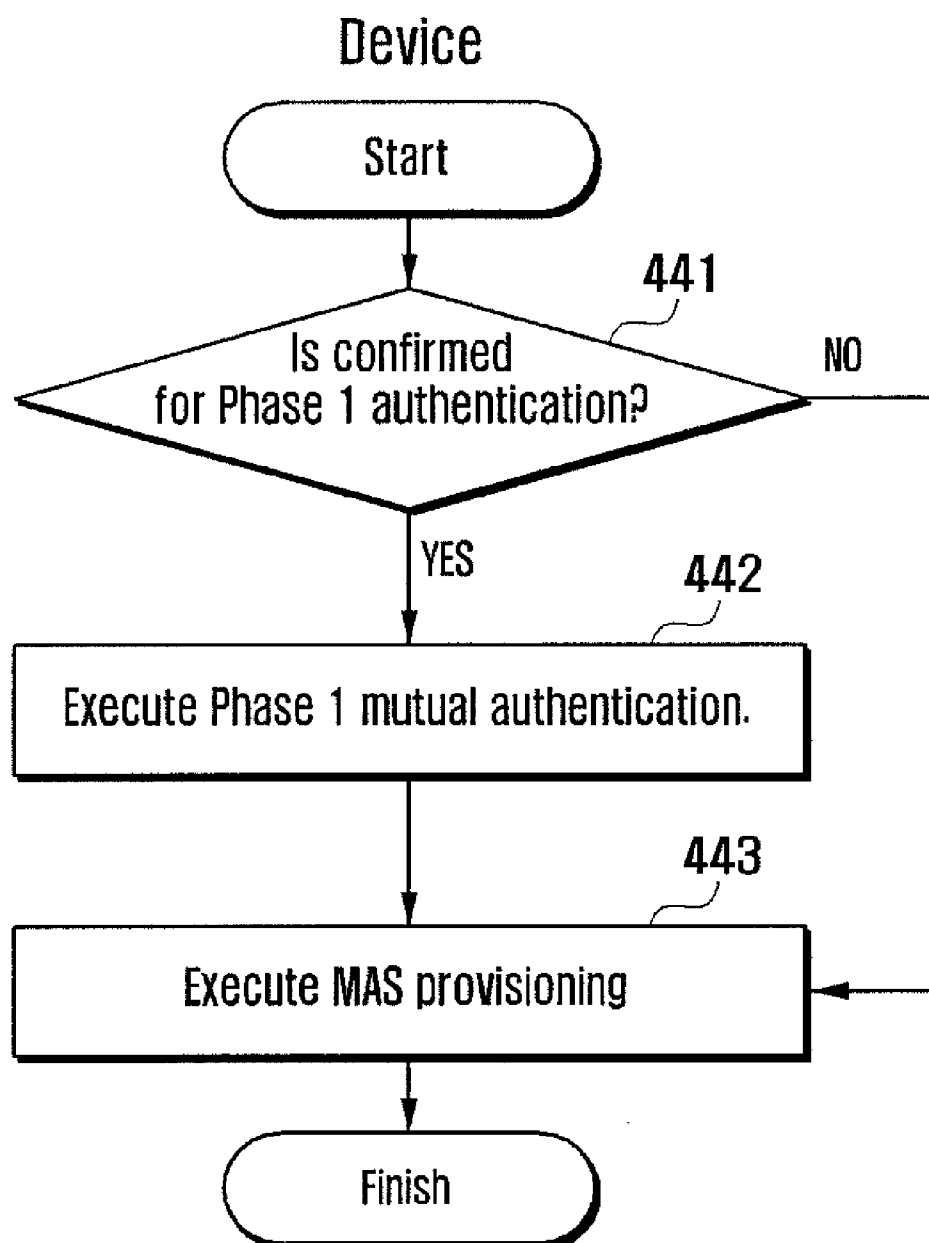 Device
Start
441
Is confirmed
for Phase 1 authentication?
NO
YES
442
Execute Phase 1 mutual authentication.
443
Execute MAS provisioning
Finish